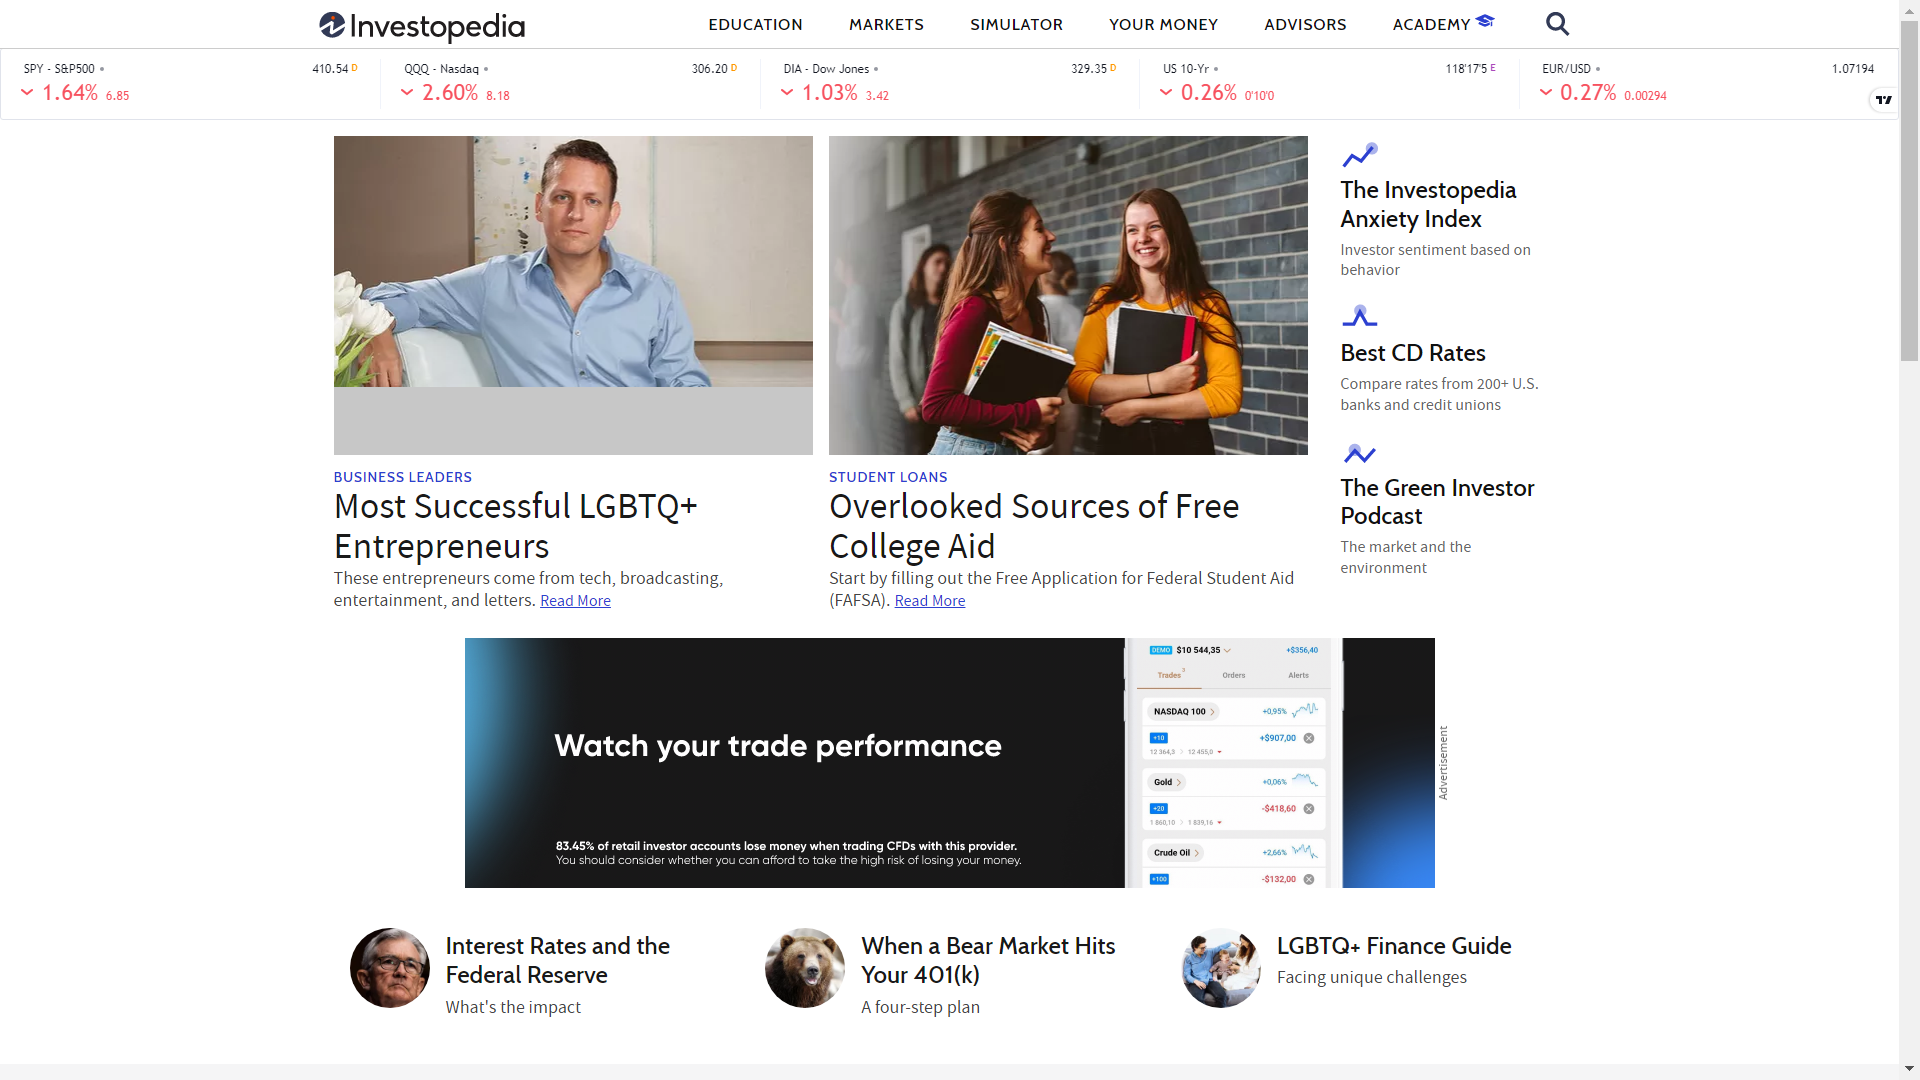 Investopedia
EDUCATION
MARKETS
SIMULATOR
YOUR MONEY
ADVISORS
ACADEMY
SPY - S&P500
410.54 D
1.64% 6.85
QQQ - Nasdaq
306.20 D
2.60% 8.18
DIA - Dow Jones
329.35 D
1.03% 3.42
US 10-Yr
118'17'5 E
0.26% 0'10'0
EUR/USD
1.07194
0.27% 0.00294
BUSINESS LEADERS
Most Successful LGBTQ+
Entrepreneurs
These entrepreneurs come from tech, broadcasting,
entertainment, and letters. Read More
STUDENT LOANS
Overlooked Sources of Free
College Aid
Start by filling out the Free Application for Federal Student Aid
(FAFSA). Read More
The Investopedia
Anxiety Index
Investor sentiment based on
behavior
Best CD Rates
Compare rates from 200+ U.S.
banks and credit unions
The Green Investor
Podcast
The market and the
environment
Watch your trade performance
83.45% of retail investor accounts lose money when trading CFDs with this provider.
You should consider whether you can afford to take the high risk of losing your money.
DEMO $10 544,35 +$356,40
Trades 3 Orders Alerts
NASDAQ 100 +0,95%
+10 +$907,00
12 364,3 12 455,0
Gold +0,06%
+20 -$418,60
1 860,10 1 839,16
Crude Oil +2,66%
+100 -$132,00
Advertisement
Interest Rates and the
Federal Reserve
What's the impact
When a Bear Market Hits
Your 401(k)
A four-step plan
LGBTQ+ Finance Guide
Facing unique challenges